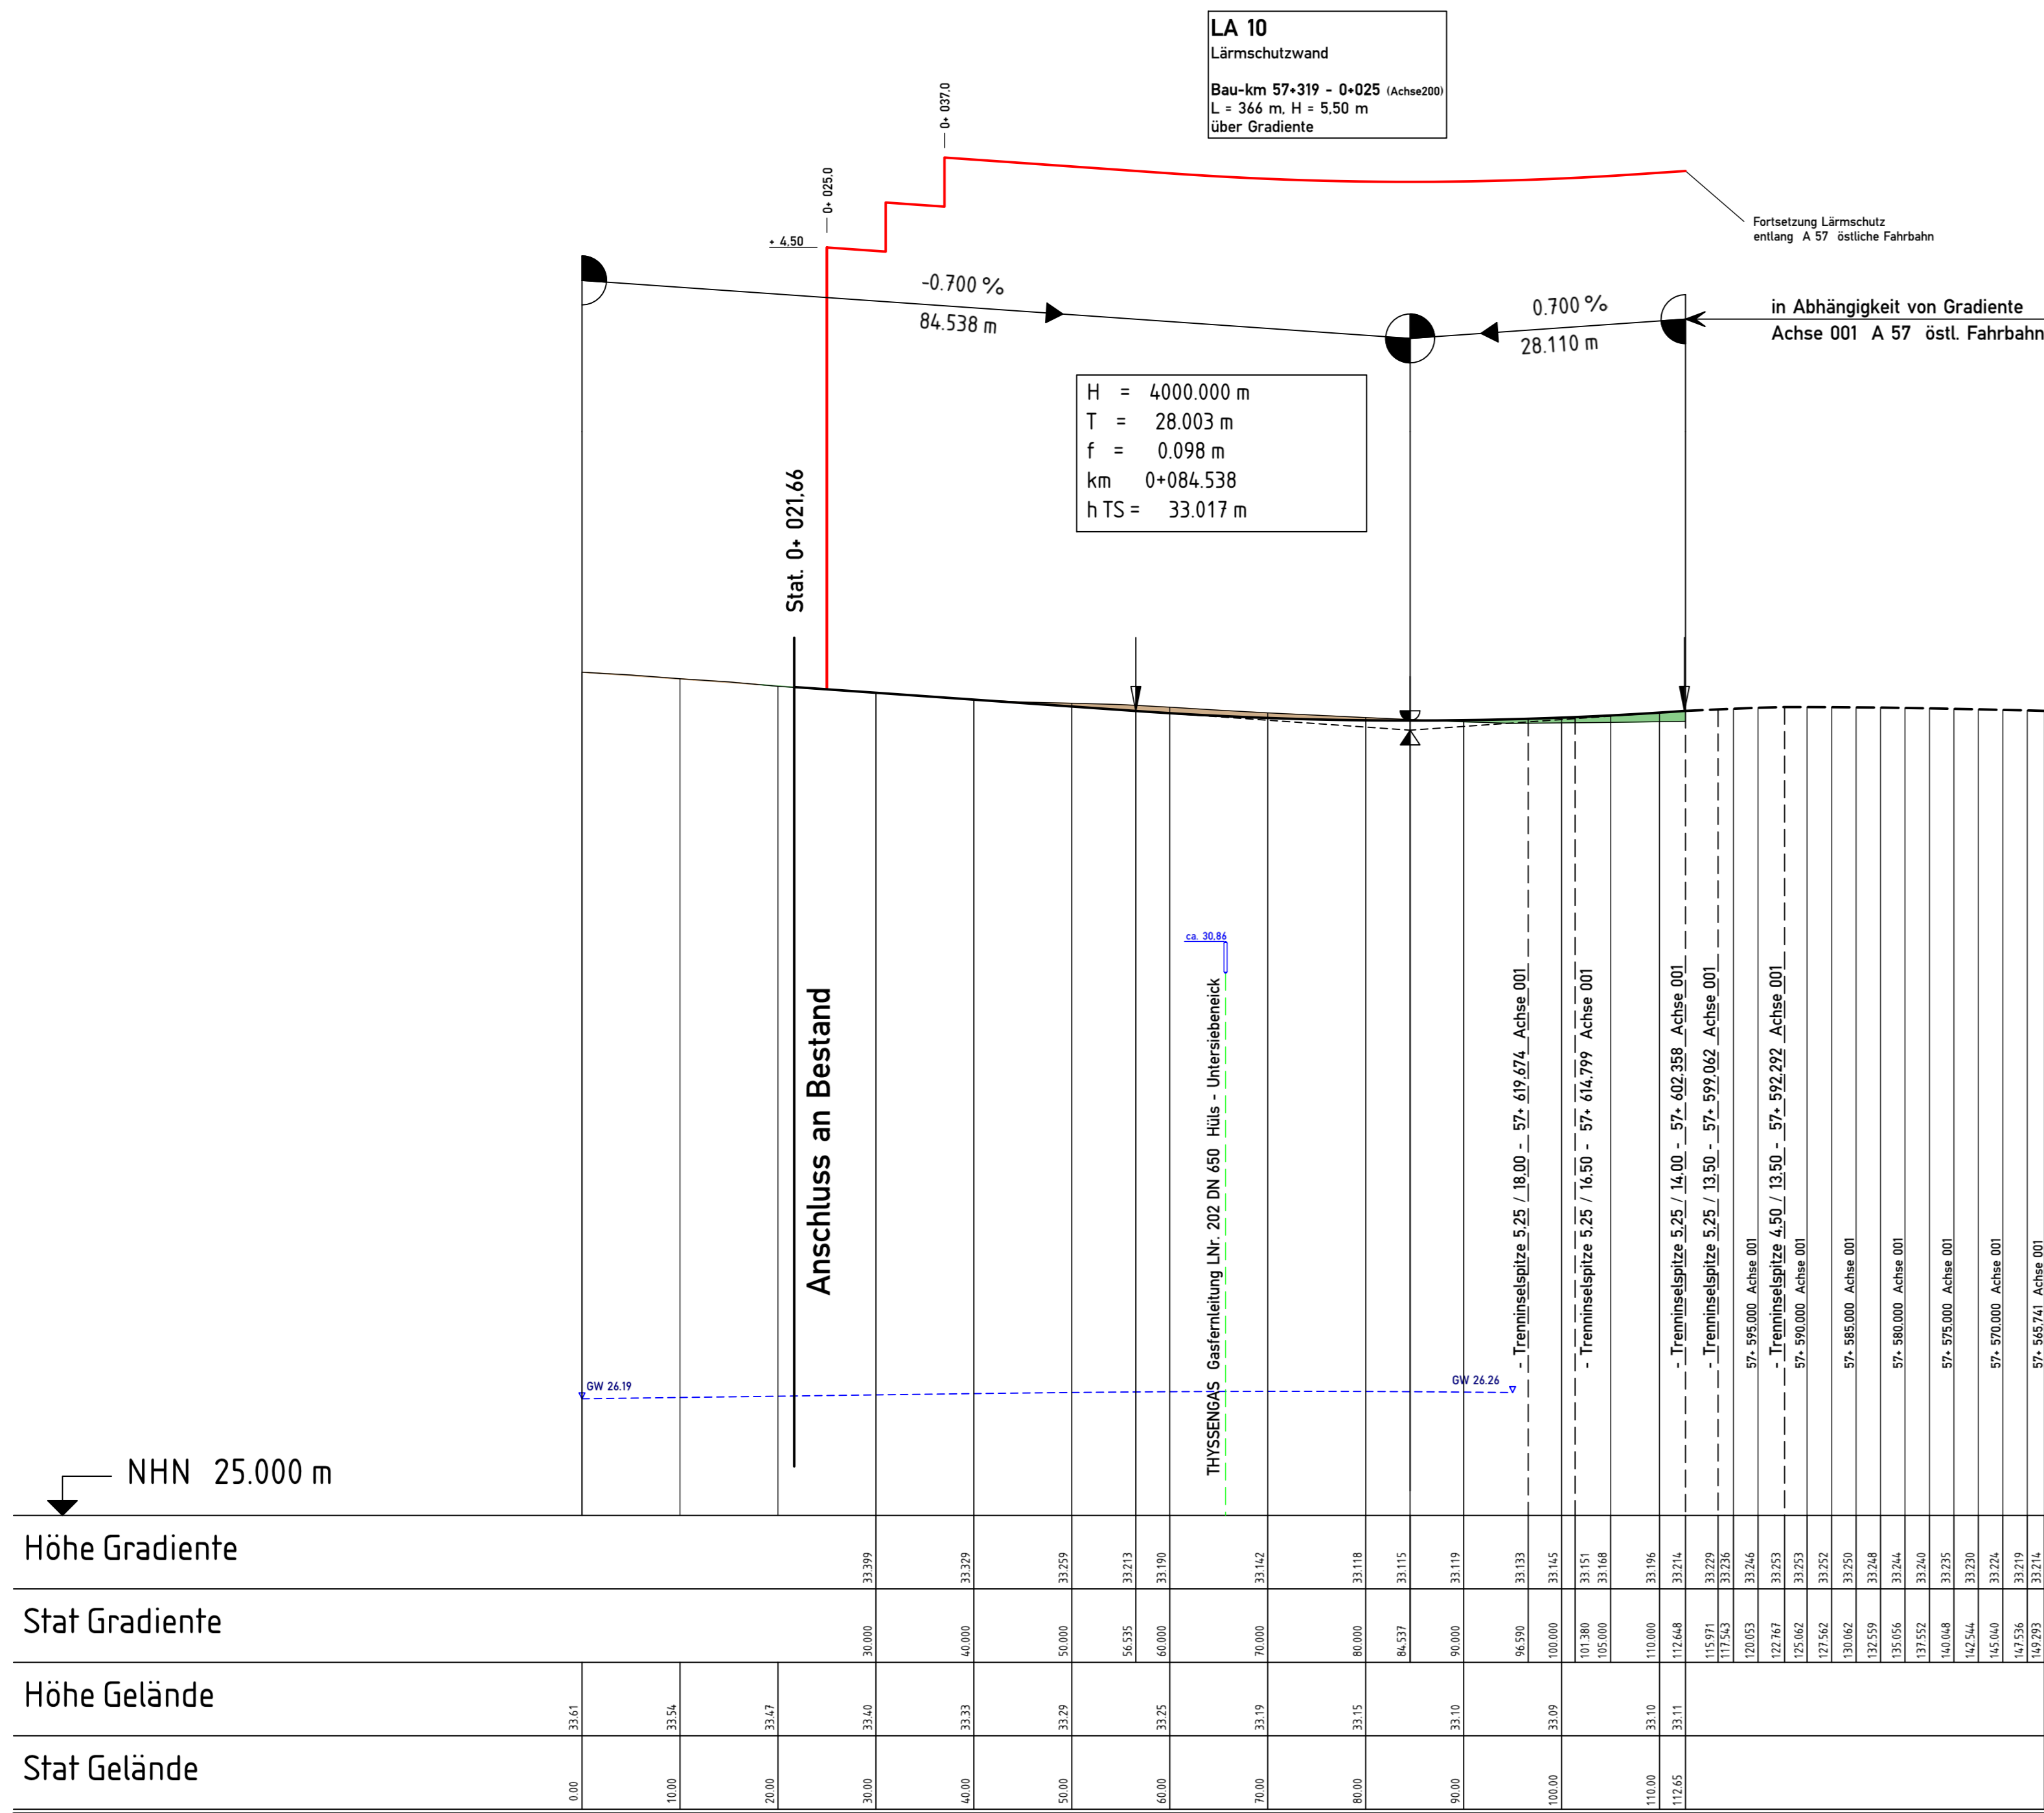 LA 10
Lärmschutzwand
Bau-km 57+319 - 0+025 (Achse200)
L = 366 m, H = 5,50 m
über Gradiente
0+ 037.0
0+ 025.0
+ 4,50
Fortsetzung Lärmschutz
entlang A 57 östliche Fahrbahn
-0.700 %
84.538 m
0.700 %
28.110 m
in Abhängigkeit von Gradiente
Achse 001 A 57 östl. Fahrbahn
H = 4000.000 m
T = 28.003 m
f = 0.098 m
km 0+084.538
h TS = 33.017 m
Stat. 0+ 021,66
Anschluss an Bestand
ca. 30,86
THYSSENGAS Gasfernleitung LNr. 202 DN 650 Hüls - Untersiebeneick
- Trenninselspitze 5,25 / 18,00 - 57+ 619,674 Achse 001
- Trenninselspitze 5,25 / 16,50 - 57+ 614,799 Achse 001
- Trenninselspitze 5,25 / 14,00 - 57+ 602,358 Achse 001
- Trenninselspitze 5,25 / 13,50 - 57+ 599,062 Achse 001
57+ 595,000 Achse 001
- Trenninselspitze 4,50 / 13,50 - 57+ 592,292 Achse 001
57+ 590,000 Achse 001
57+ 585,000 Achse 001
57+ 580,000 Achse 001
57+ 575,000 Achse 001
57+ 570,000 Achse 001
57+ 565,741 Achse 001
GW 26.19
GW 26.26
NHN 25.000 m
Höhe Gradiente
33.399 33.329 33.259 33.213 33.190 33.142 33.118 33.115 33.119 33.133 33.145 33.151 33.168 33.196 33.214 33.229 33.236 33.246 33.253 33.253 33.252 33.250 33.248 33.244 33.240 33.235 33.230 33.224 33.219 33.214
Stat Gradiente
30.000 40.000 50.000 56.535 60.000 70.000 80.000 84.537 90.000 96.590 100.000 101.380 105.000 110.000 112.648 115.971 117.543 120.053 122.767 125.062 127.562 130.062 132.559 135.056 137.552 140.048 142.544 145.040 147.536 149.293
Höhe Gelände
33.61 33.54 33.47 33.40 33.33 33.29 33.25 33.19 33.15 33.10 33.09 33.10 33.11
Stat Gelände
0.00 10.00 20.00 30.00 40.00 50.00 60.00 70.00 80.00 90.00 100.00 110.00 112.65